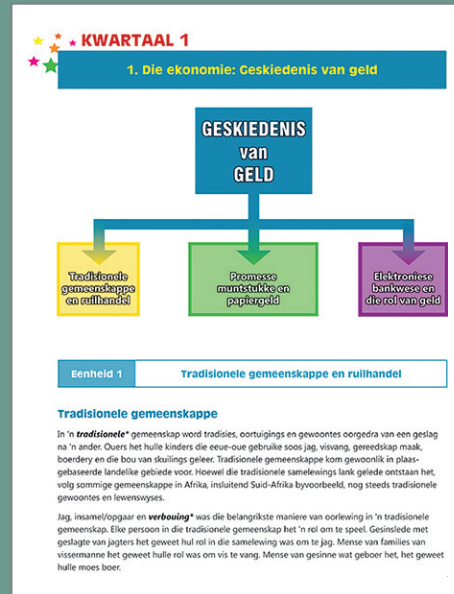 KWARTAAL 1
1. Die ekonomie: Geskiedenis van geld
GESKIEDENIS
van
GELD
Tradisionele
gemeenskappe
en ruilhandel
Promesse
muntstukke en
papiergeld
Elektroniese
bankwese en
die rol van geld
Eenheid 1
Tradisionele gemeenskappe en ruilhandel
Tradisionele gemeenskappe
In 'n tradisionele* gemeenskap word tradisies, oortuigings en gewoontes oorgedra van een geslag
na 'n ander. Ouers het hulle kinders die eeue-oue gebruike soos jag, visvang, gereedskap maak,
boerdery en die bou van skuilings geleer. Tradisionele gemeenskappe kom gewoonlik in plaas-
gebaseerde landelike gebiede voor. Hoewel die tradisionele samelewings lank gelede ontstaan het,
volg sommige gemeenskappe in Afrika, insluitend Suid-Afrika byvoorbeeld, nog steeds tradisionele
gewoontes en lewenswyses.
Jag, insamel/opgaar en verbouing* was die belangrikste maniere van oorlewing in 'n tradisionele
gemeenskap. Elke persoon in die tradisionele gemeenskap het 'n rol om te speel. Gesinslede met
geslagte van jagters het geweet hul rol in die samelewing was om te jag. Mense van families van
vissermanne het geweet hulle rol was om vis te vang. Mense van gesinne wat geboer het, het geweet
hulle moes boer.